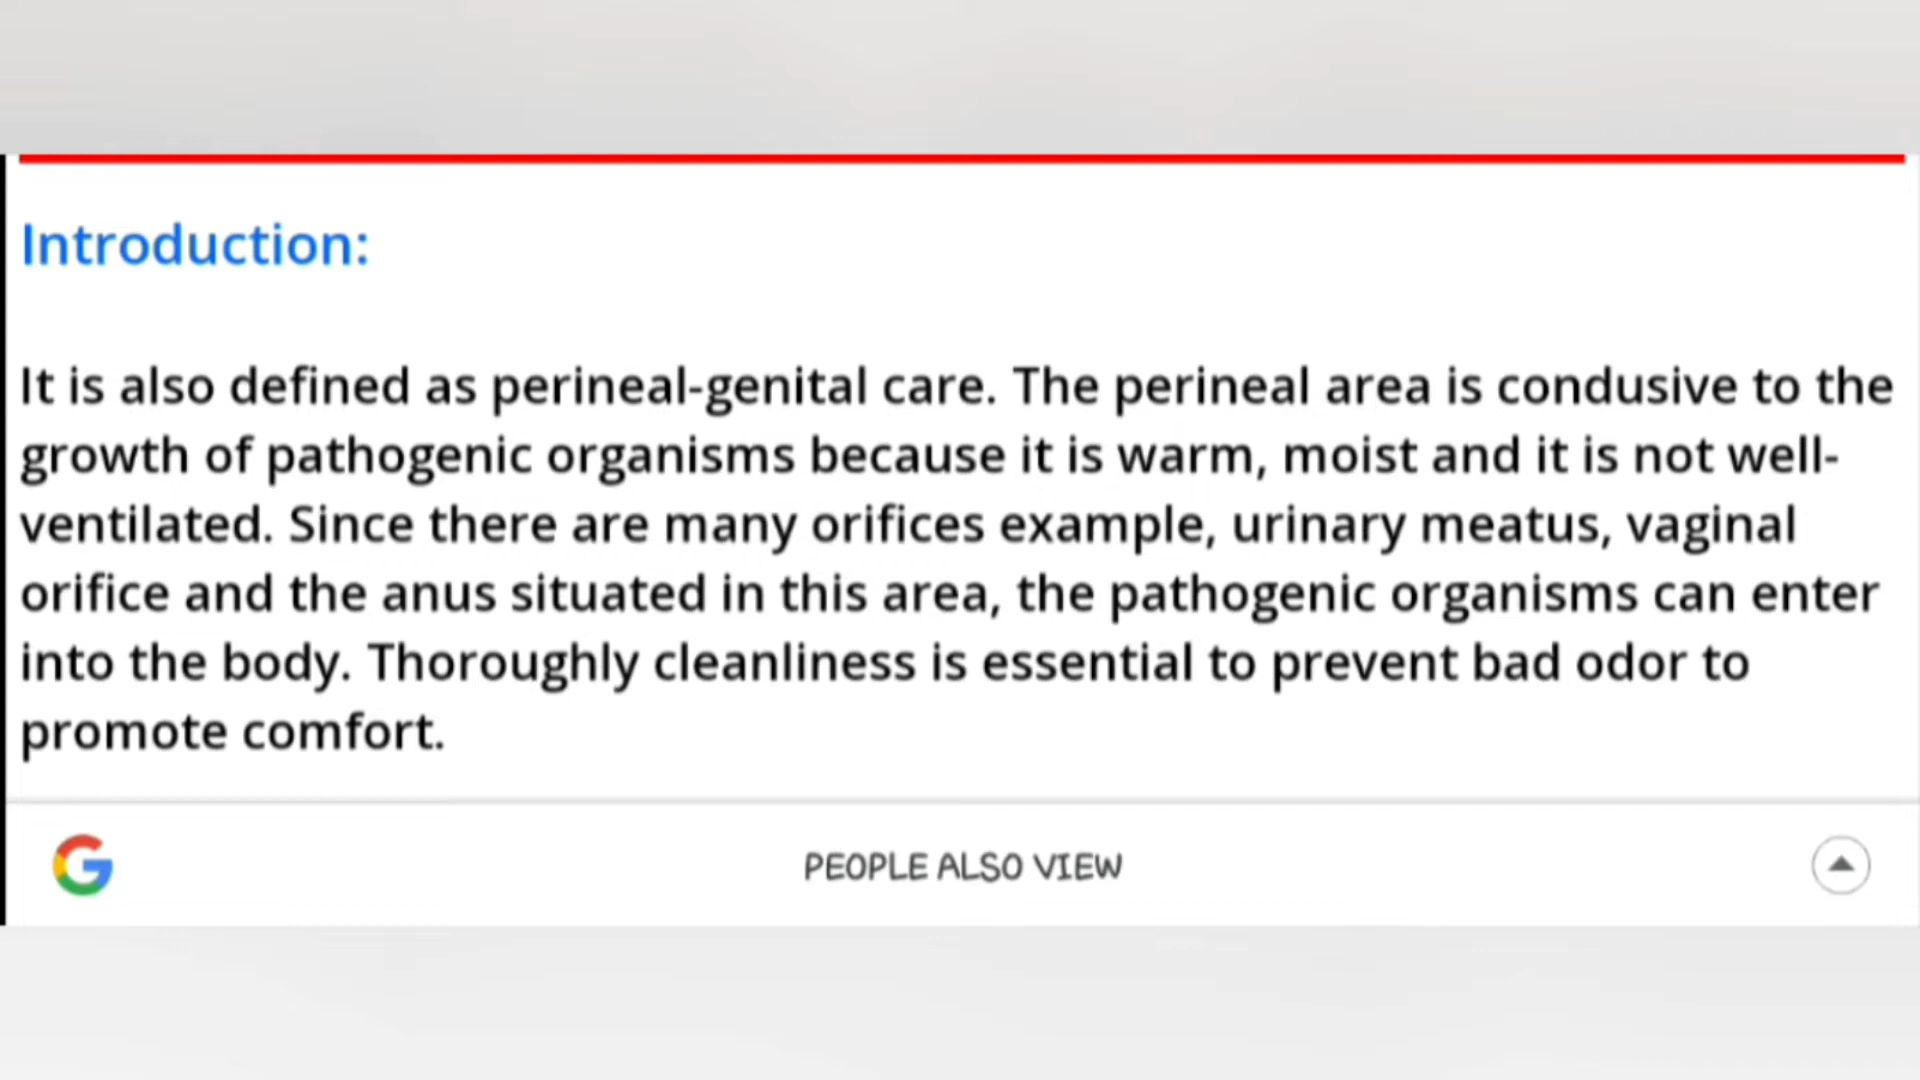 Introduction:
It is also defined as perineal-genital care. The perineal area is condusive to the
growth of pathogenic organisms because it is warm, moist and it is not well-
ventilated. Since there are many orifices example, urinary meatus, vaginal
orifice and the anus situated in this area, the pathogenic organisms can enter
into the body. Thoroughly cleanliness is essential to prevent bad odor to
promote comfort.
PEOPLE ALSO VIEW